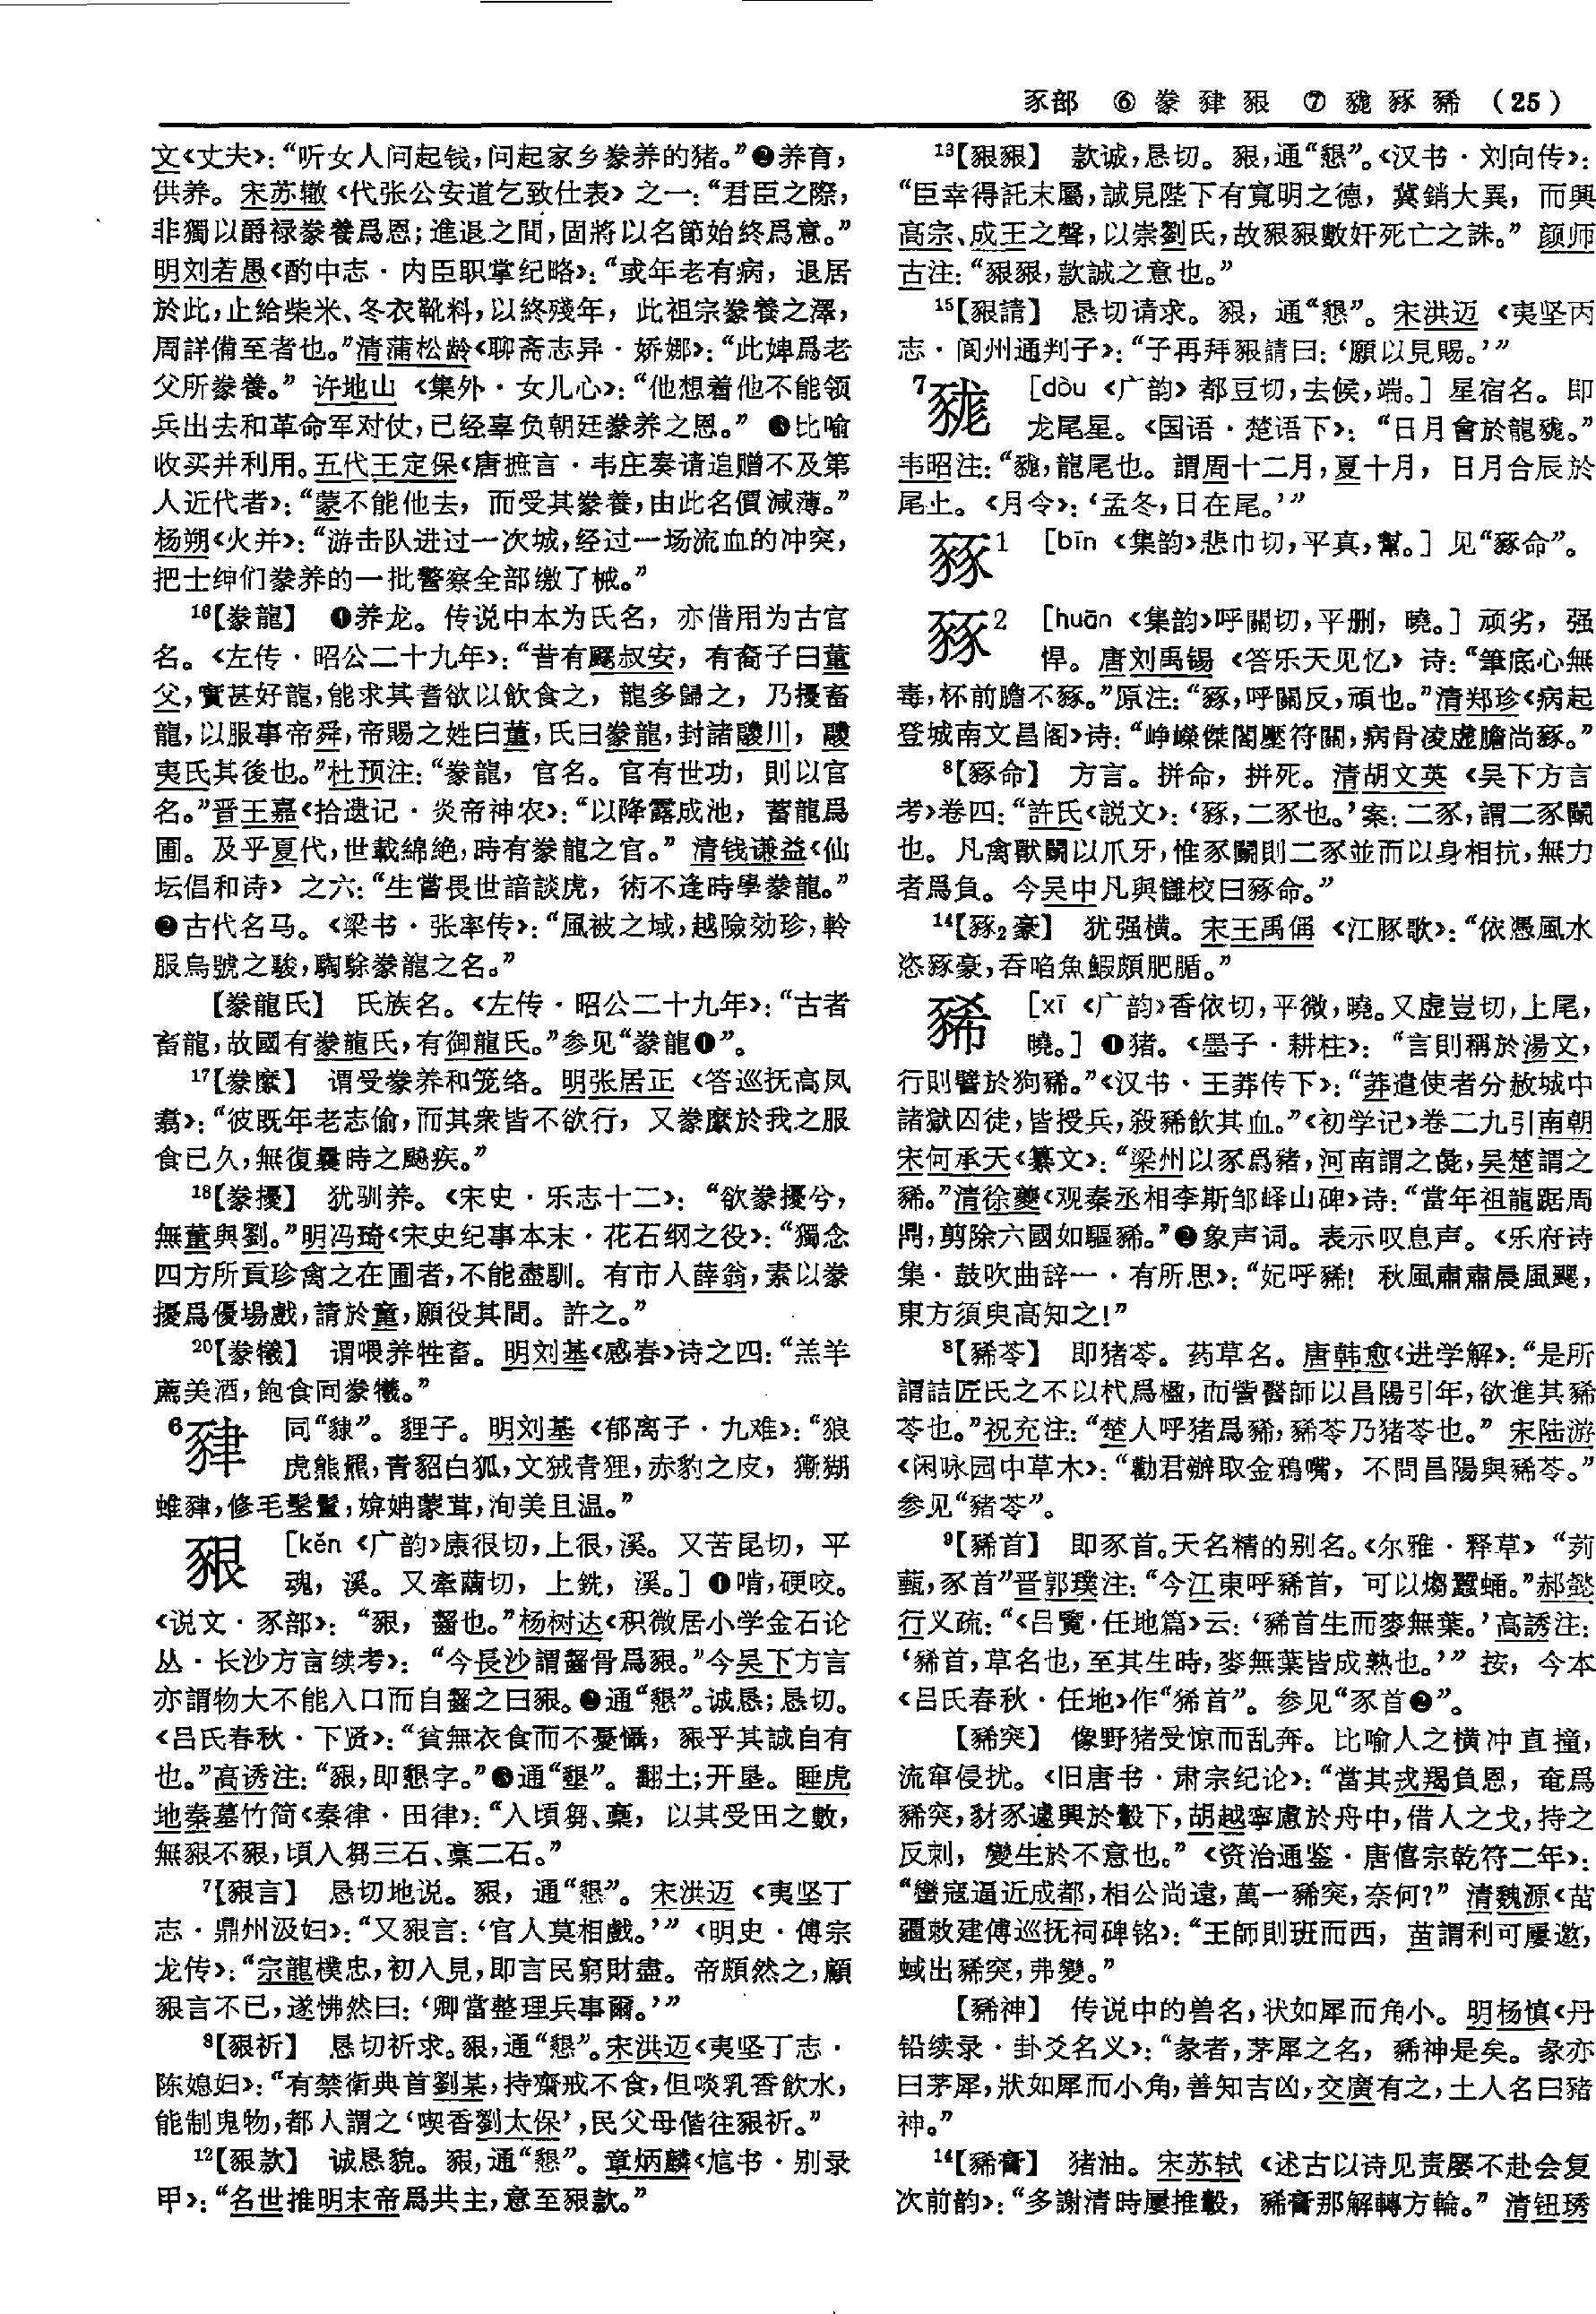 豕部　⑥ 豢 豣 豤　⑦ 豵 豩 豨（25）
文《丈夫》：“听女人问起钱，问起家乡豢养的猪。”❷养育，
供养。宋苏辙《代张公安道乞致仕表》之一：“君臣之際，
非獨以爵禄豢養爲恩；進退之間，固將以名節始終爲意。”
明刘若愚《酌中志·内臣职掌纪略》：“或年老有病，退居
於此，止給柴米、冬衣靴料，以終殘年，此祖宗豢養之澤，
周詳備至者也。”清蒲松龄《聊斋志异·娇娜》：“此婢爲老
父所豢養。”许地山《集外·女儿心》：“他想着他不能领
兵出去和革命军对仗，已经辜负朝廷豢养之恩。”❸比喻
收买并利用。五代王定保《唐摭言·韦庄奏请追赠不及第
人近代者》：“蒙不能他去，而受其豢養，由此名價減薄。”
杨朔《火并》：“游击队进过一次城，经过一场流血的冲突，
把士绅们豢养的一批警察全部缴了械。”
16【豢龍】　❶养龙。传说中本为氏名，亦借用为古官
名。《左传·昭公二十九年》：“昔有飂叔安，有裔子曰董
父，實甚好龍，能求其耆欲以飲食之，龍多歸之，乃擾畜
龍，以服事帝舜，帝賜之姓曰董，氏曰豢龍，封諸鬷川，鬷
夷氏其後也。”杜预注：“豢龍，官名。官有世功，則以官
名。”晋王嘉《拾遗记·炎帝神农》：“以降露成池，蓄龍爲
圃。及乎夏代，世載綿絶，時有豢龍之官。”清钱谦益《仙
坛倡和诗》之六：“生當畏世諳談虎，術不逢時學豢龍。”
❷古代名马。《梁书·张率传》：“風被之域，越險効珍，軨
服烏號之駿，騊駼豢龍之名。”
【豢龍氏】　氏族名。《左传·昭公二十九年》：“古者
畜龍，故國有豢龍氏，有御龍氏。”参见“豢龍❶”。
17【豢縻】　谓受豢养和笼络。明张居正《答巡抚高凤
翥》：“彼既年老志偷，而其衆皆不欲行，又豢縻於我之服
食已久，無復曩時之飈疾。”
18【豢擾】　犹驯养。《宋史·乐志十二》：“欲豢擾兮，
無董與劉。”明冯琦《宋史纪事本末·花石纲之役》：“獨念
四方所貢珍禽之在圃者，不能盡馴。有市人薛翁，素以豢
擾爲優場戲，請於童，願役其間。許之。”
20【豢犧】　谓喂养牲畜。明刘基《感春》诗之四：“羔羊
薦美酒，飽食同豢犧。”
6　同“貄”。貍子。明刘基《郁离子·九难》：“狼
虎熊羆，青貂白狐，文狨青狸，赤豹之皮，
修毛髬鬣，蒙茸，洵美且温。”
豤　［kěn《广韵》康很切，上很，溪。又苦昆切，平
魂，溪。又牽繭切，上銑，溪。］❶啃，硬咬。
《说文·豕部》：“豤，齧也。”杨树达《积微居小学金石论
丛·长沙方言续考》：“今長沙謂齧骨爲豤。”今吴下方言
亦謂物大不能入口而自齧之曰豤。❷通“懇”。诚恳；恳切。
《吕氏春秋·下贤》：“貧無衣食而不憂懾，豤乎其誠自有
也。”高诱注：“豤，即懇字。”❸通“墾”。翻土；开垦。睡虎
地秦墓竹简《秦律·田律》：“入頃芻、稾，以其受田之數，
無豤不豤，頃入芻三石、稾二石。”
7【豤言】　恳切地说。豤，通“懇”。宋洪迈《夷坚丁
志·鼎州汲妇》：“又豤言：‘官人莫相戲。’”《明史·傅宗
龙传》：“宗龍樸忠，初入見，即言民窮財盡。帝頗然之，顧
豤言不已，遂怫然曰：‘卿當整理兵事爾。’”
8【豤祈】　恳切祈求。豤，通“懇”。宋洪迈《夷坚丁志·
陈媳妇》：“有禁衛典首劉某，持齋戒不食，但啖乳香飲水，
能制鬼物，都人謂之‘喫香劉太保’，民父母偕往豤祈。”
12【豤款】　诚恳貌。豤，通“懇”。章炳麟《訄书·别录
甲》：“名世推明末帝爲共主，意至豤款。”
13【豤豤】　款诚，恳切。豤，通“懇”。《汉书·刘向传》：
“臣幸得託末屬，誠見陛下有寬明之德，冀銷大異，而興
高宗、成王之聲，以崇劉氏，故豤豤數奸死亡之誅。”颜师
古注：“豤豤，款誠之意也。”
15【豤請】　恳切请求。豤，通“懇”。宋洪迈《夷坚丙
志·阆州通判子》：“子再拜豤請曰：‘願以見賜。’”
7　［dòu《广韵》都豆切，去候，端。］星宿名。即
龙尾星。《国语·楚语下》：“日月會於龍豵。”
韦昭注：“，龍尾也。謂周十二月，夏十月，日月合辰於
尾上。《月令》：‘孟冬，日在尾。’”
豩1　［bīn《集韵》悲巾切，平真，幫。］见“豩命”。
豩2　［huān《集韵》呼關切，平删，曉。］顽劣，强
悍。唐刘禹锡《答乐天见忆》诗：“筆底心無
毒，杯前膽不豩。”原注：“豩，呼關反，頑也。”清郑珍《病起
登城南文昌阁》诗：“崢嶸傑閣壓符關，病骨凌虚膽尚豩。”
8【豩命】　方言。拼命，拼死。清胡文英《吴下方言
考》卷四：“許氏《説文》：‘豩，二豕也。’案：二豕，謂二豕鬭
也。凡禽獸鬭以爪牙，惟豕鬭則二豕並而以身相抗，無力
者爲負。今吴中凡與讎校曰豩命。”
14【豩2豪】　犹强横。宋王禹偁《江豚歌》：“依憑風水
恣豩豪，吞啗魚鰕頗肥腯。”
豨　［xī《广韵》香依切，平微，曉。又虚豈切，上尾，
曉。］❶猪。《墨子·耕柱》：“言則稱於湯文，
行則譬於狗豨。”《汉书·王莽传下》：“莽遣使者分赦城中
諸獄囚徒，皆授兵，殺豨飲其血。”《初学记》卷二九引南朝
宋何承天《纂文》：“梁州以豕爲豬，河南謂之彘，吴楚謂之
豨。”清徐夔《观秦丞相李斯邹峄山碑》诗：“當年祖龍踞周
鼎，剪除六國如驅豨。”❷象声词。表示叹息声。《乐府诗
集·鼓吹曲辞一·有所思》：“妃呼豨！秋風肅肅晨風颸，
東方須臾高知之！”
8【豨苓】　即猪苓。药草名。唐韩愈《进学解》：“是所
謂詰匠氏之不以杙爲楹，而訾醫師以昌陽引年，欲進其豨
苓也。”祝充注：“楚人呼猪爲豨，豨苓乃猪苓也。”宋陆游
《闲咏园中草木》：“勸君辦取金鴉嘴，不問昌陽與豨苓。”
参见“豬苓”。
9【豨首】　即豕首。天名精的别名。《尔雅·释草》“茢
薽，豕首”晋郭璞注：“今江東呼豨首，可以煼蠶蛹。”郝懿
行义疏：“《吕覽·任地篇》云：‘豨首生而麥無葉。’高誘注：
‘豨首，草名也，至其生時，麥無葉皆成熟也。’”按，今本
《吕氏春秋·任地》作“狶首”。参见“豕首❷”。
【豨突】　像野猪受惊而乱奔。比喻人之横冲直撞，
流窜侵扰。《旧唐书·肃宗纪论》：“當其戎羯負恩，奄爲
豨突，豺豕遽興於轂下，胡越寧慮於舟中，借人之戈，持之
反刺，變生於不意也。”《资治通鉴·唐僖宗乾符二年》：
“蠻寇逼近成都，相公尚遠，萬一豨突，奈何？”清魏源《苗
疆敕建傅巡抚祠碑铭》：“王師則班而西，苗謂利可屢邀，
蜮出豨突，弗變。”
【豨神】　传说中的兽名，状如犀而角小。明杨慎《丹
铅续录·卦爻名义》：“彖者，茅犀之名，豨神是矣。彖亦
曰茅犀，狀如犀而小角，善知吉凶，交廣有之，土人名曰豬
神。”
14【豨膏】　猪油。宋苏轼《述古以诗见责屡不赴会复
次前韵》：“多謝清時屢推轂，豨膏那解轉方輪。”清钮琇